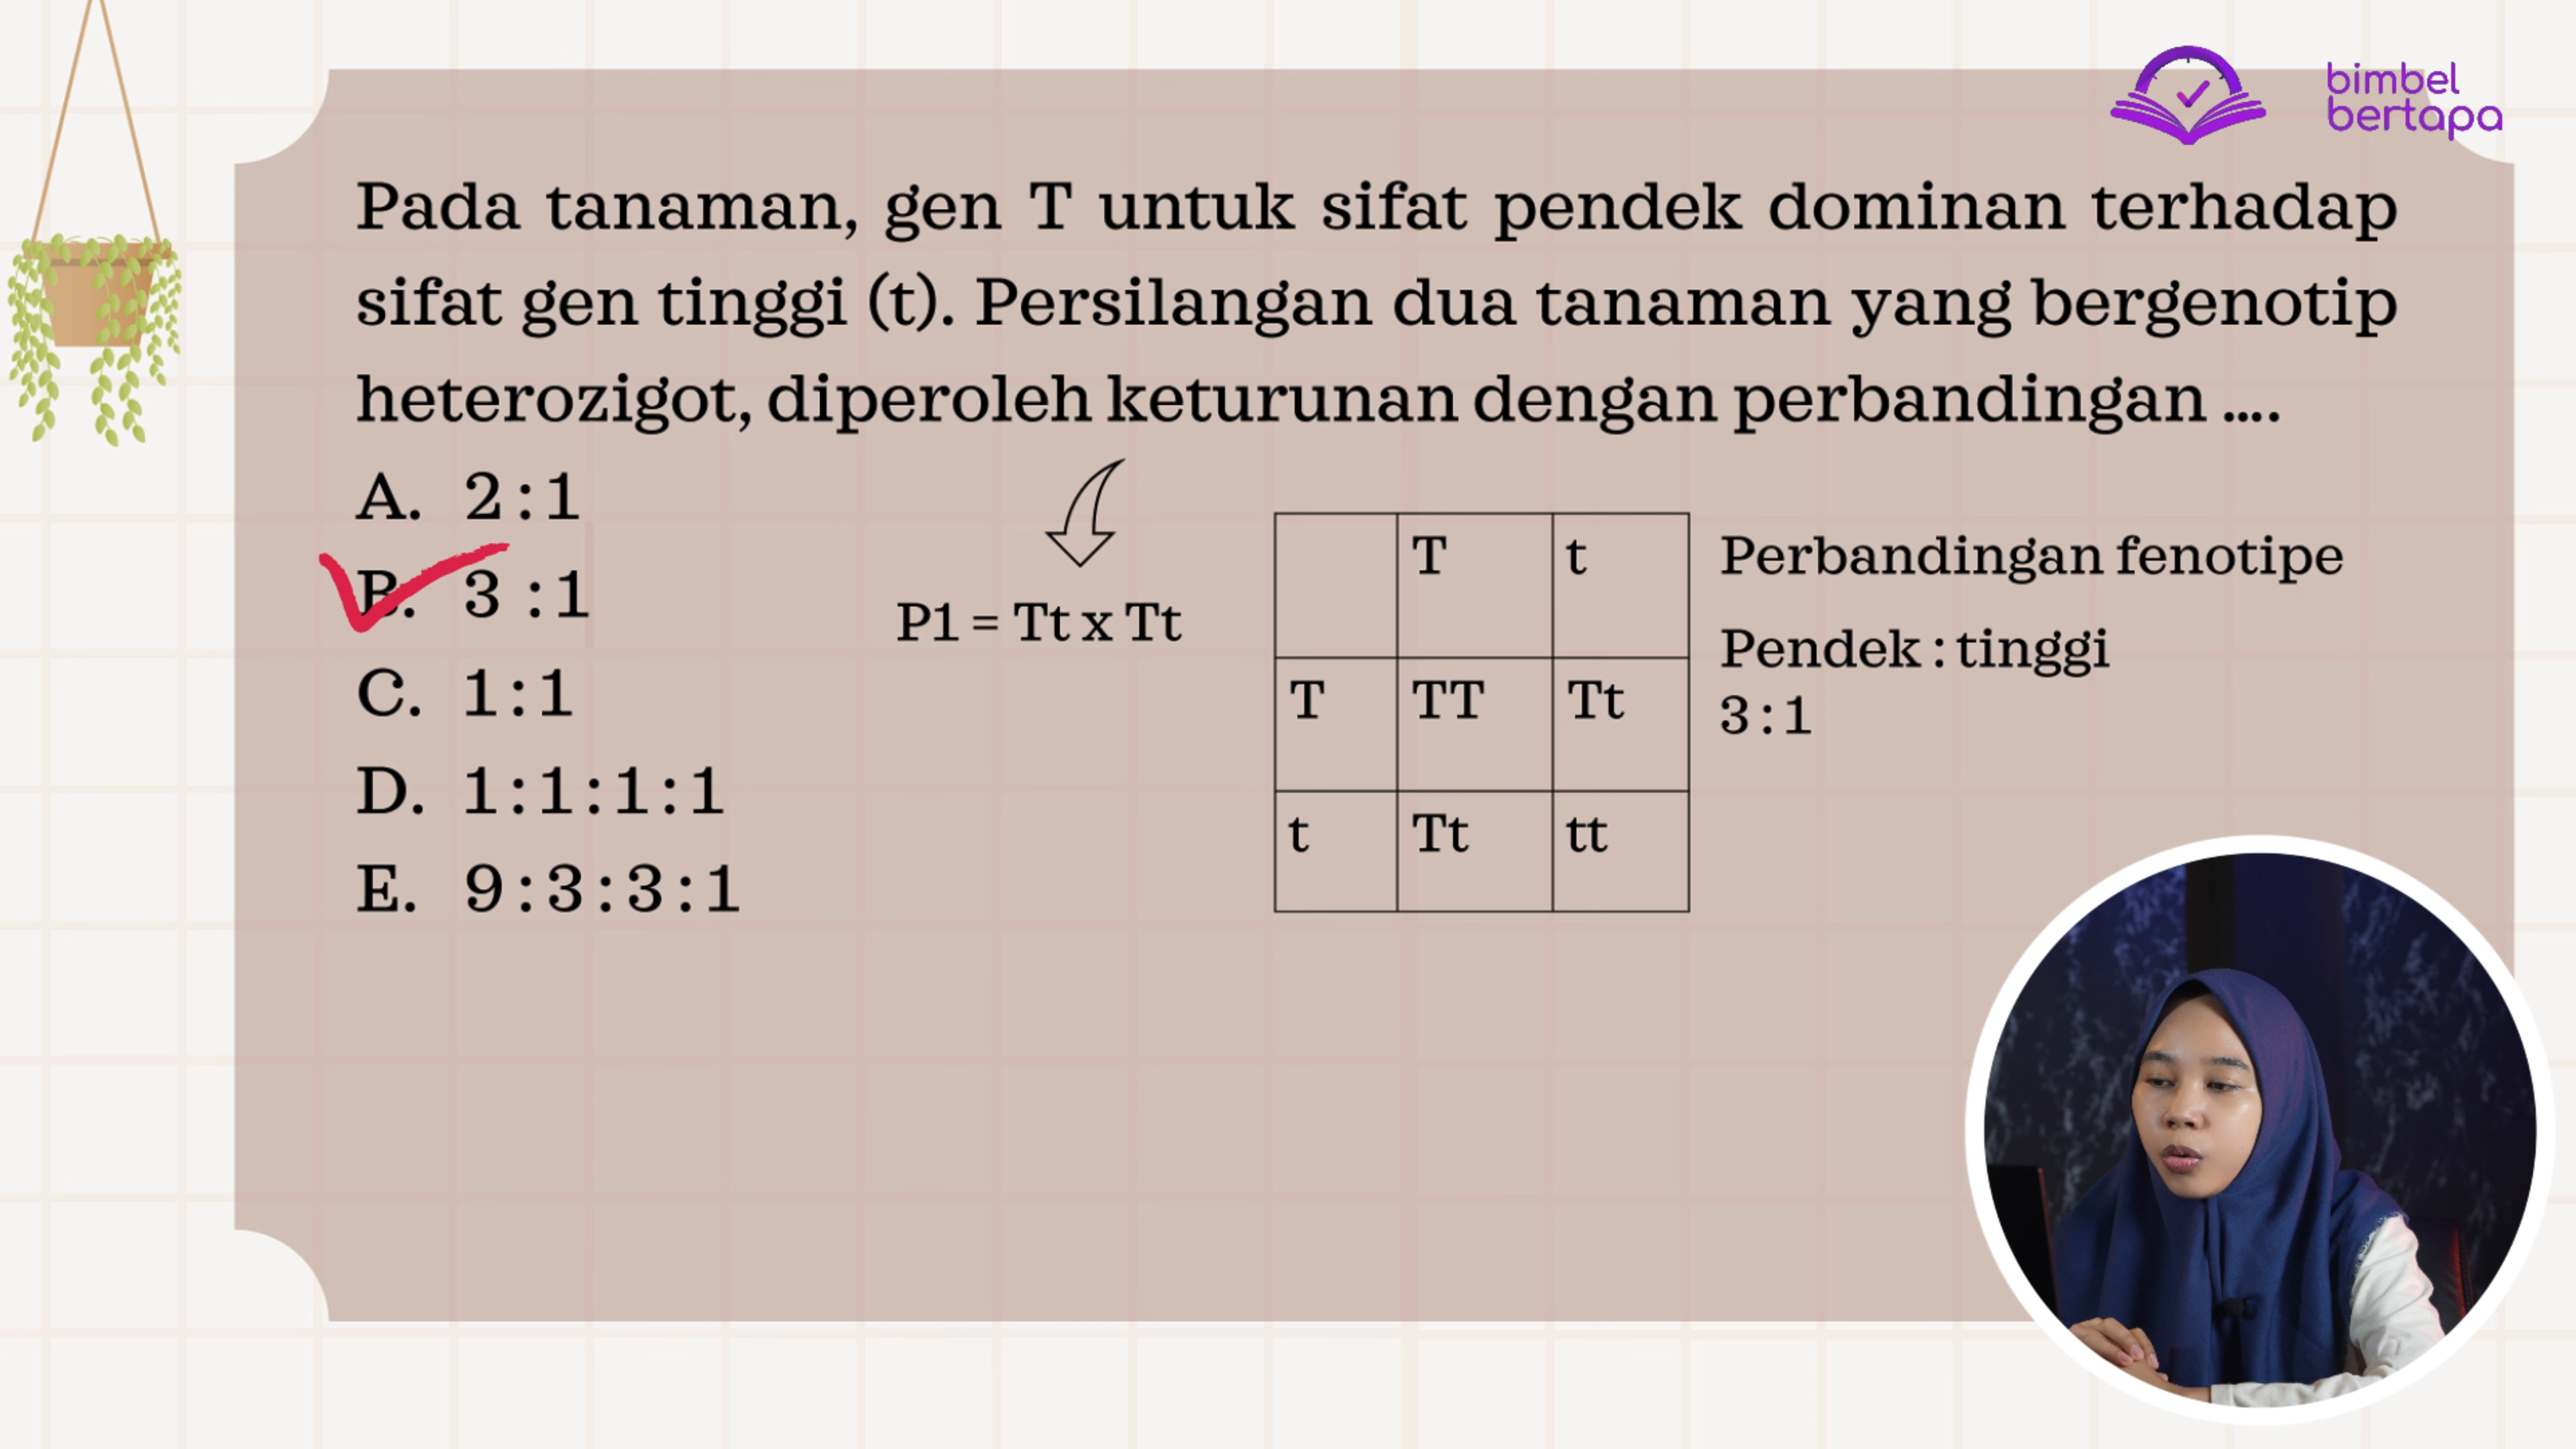 bimbel
bertapa
Pada tanaman, gen T untuk sifat pendek dominan terhadap
sifat gen tinggi (t). Persilangan dua tanaman yang bergenotip
heterozigot, diperoleh keturunan dengan perbandingan ....
A. 2 : 1
B. 3 : 1
C. 1 : 1
D. 1 : 1 : 1 : 1
E. 9 : 3 : 3 : 1
P1 = Tt x Tt
T t
T TT Tt
t Tt tt
Perbandingan fenotipe
Pendek : tinggi
3 : 1